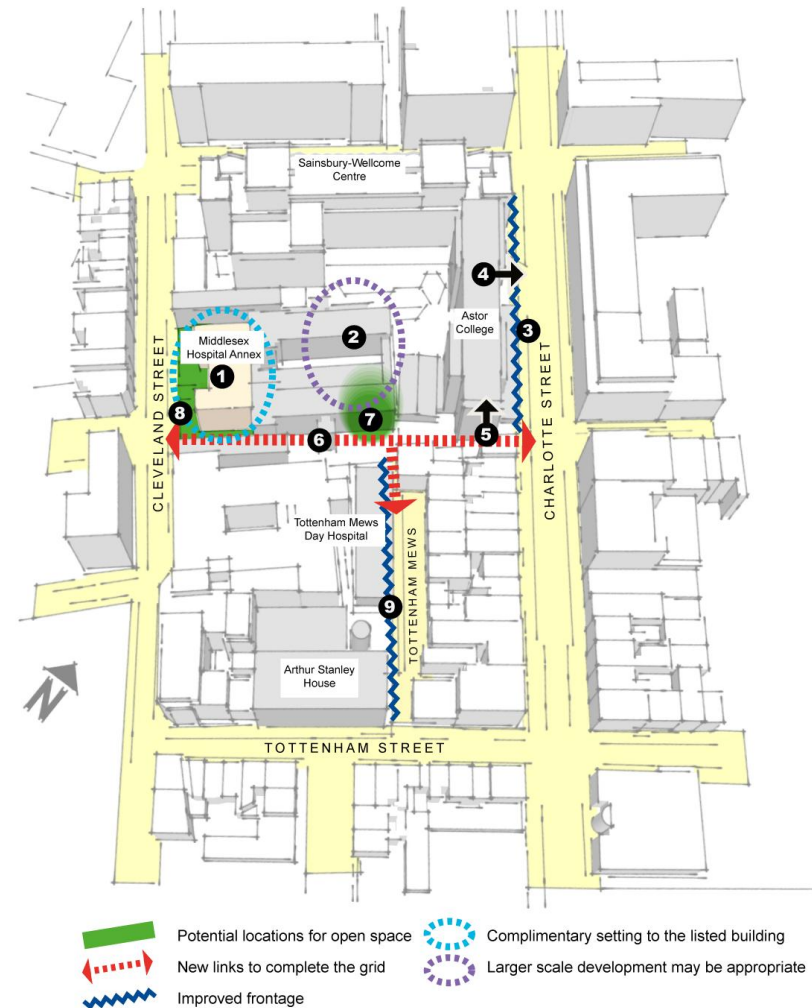 Sainsbury-Wellcome
Centre
4
Astor
College
3
2
Middlesex
Hospital Annex
1
CLEVELAND STREET
8
7
6
5
CHARLOTTE STREET
Tottenham Mews
Day Hospital
TOTTENHAM MEWS
9
N
Arthur Stanley
House
TOTTENHAM STREET
Potential locations for open space
New links to complete the grid
Improved frontage
Complimentary setting to the listed building
Larger scale development may be appropriate